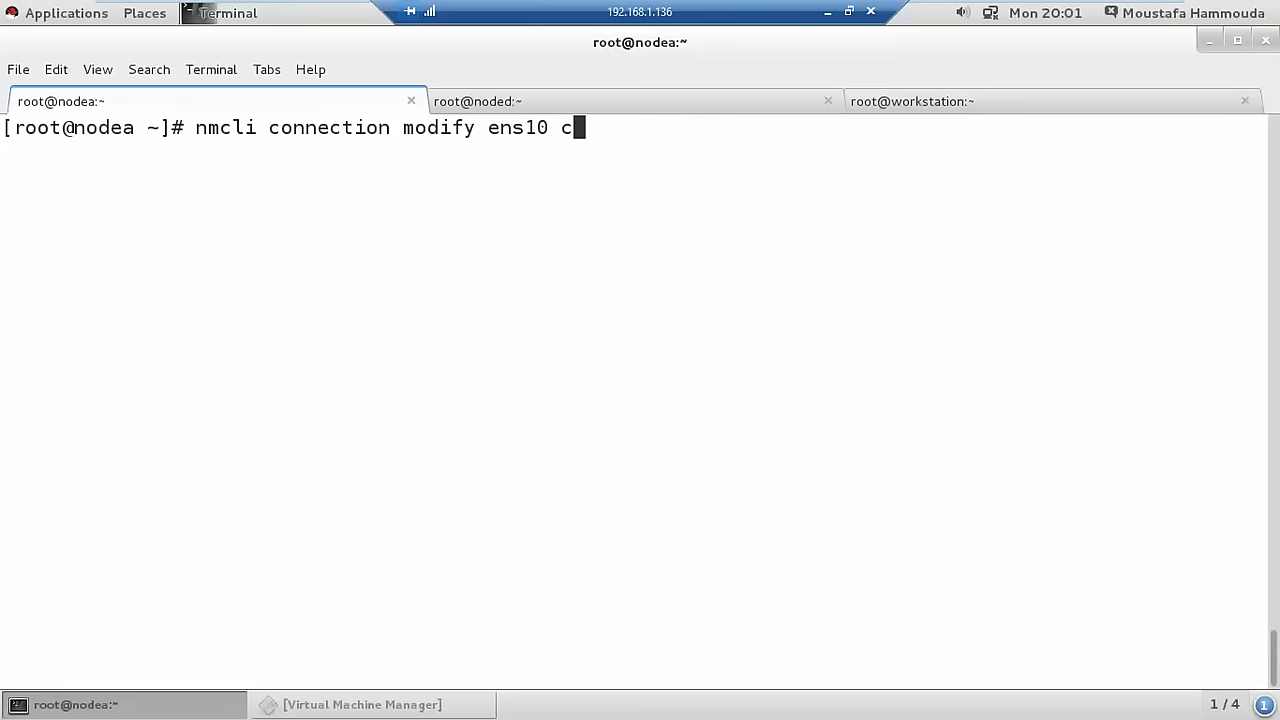 Applications Places Terminal 192.168.1.136 Mon 20:01 Moustafa Hammouda
root@nodea:~
File Edit View Search Terminal Tabs Help
root@nodea:~ root@noded:~ root@workstation:~
[root@nodea ~]# nmcli connection modify ens10 c
root@nodea:~ [Virtual Machine Manager] 1 / 4 1